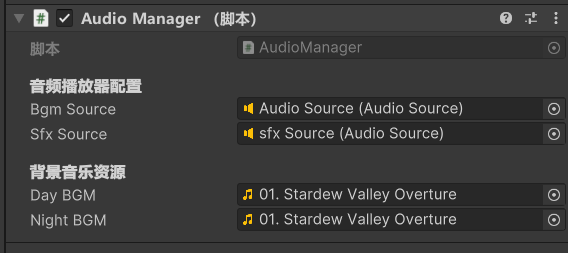 Audio Manager （脚本）
脚本 AudioManager
音频播放器配置
Bgm Source Audio Source (Audio Source)
Sfx Source sfx Source (Audio Source)
背景音乐资源
Day BGM 01. Stardew Valley Overture
Night BGM 01. Stardew Valley Overture